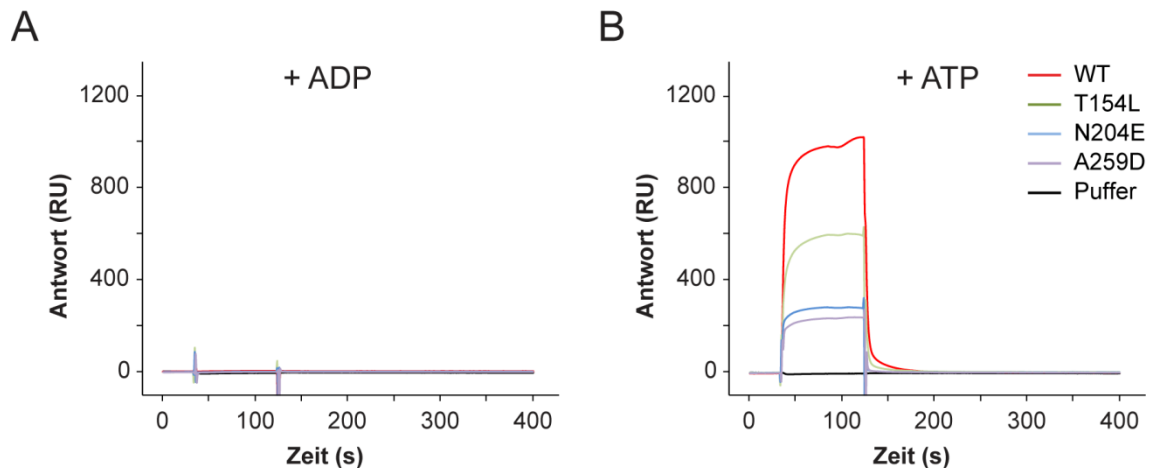 A
+ ADP
1200
800
400
0
Antwort (RU)
0
100
200
300
400
Zeit (s)
B
+ ATP
1200
800
400
0
Antwort (RU)
0
100
200
300
400
Zeit (s)
WT
T154L
N204E
A259D
Puffer